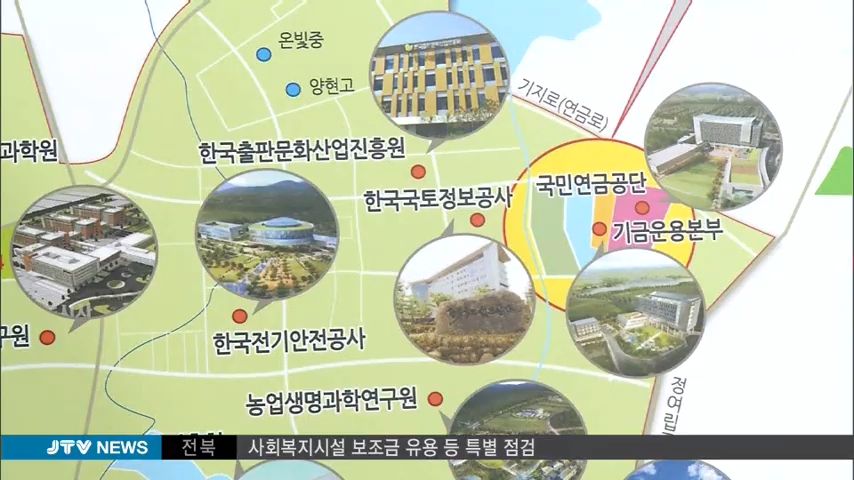 온빛중
양현고
기지로(연금로)
과학원
한국출판문화산업진흥원
한국국토정보공사
국민연금공단
기금운용본부
구원
한국전기안전공사
농업생명과학연구원
정여립로
JTV NEWS
전북
사회복지시설 보조금 유용 등 특별 점검